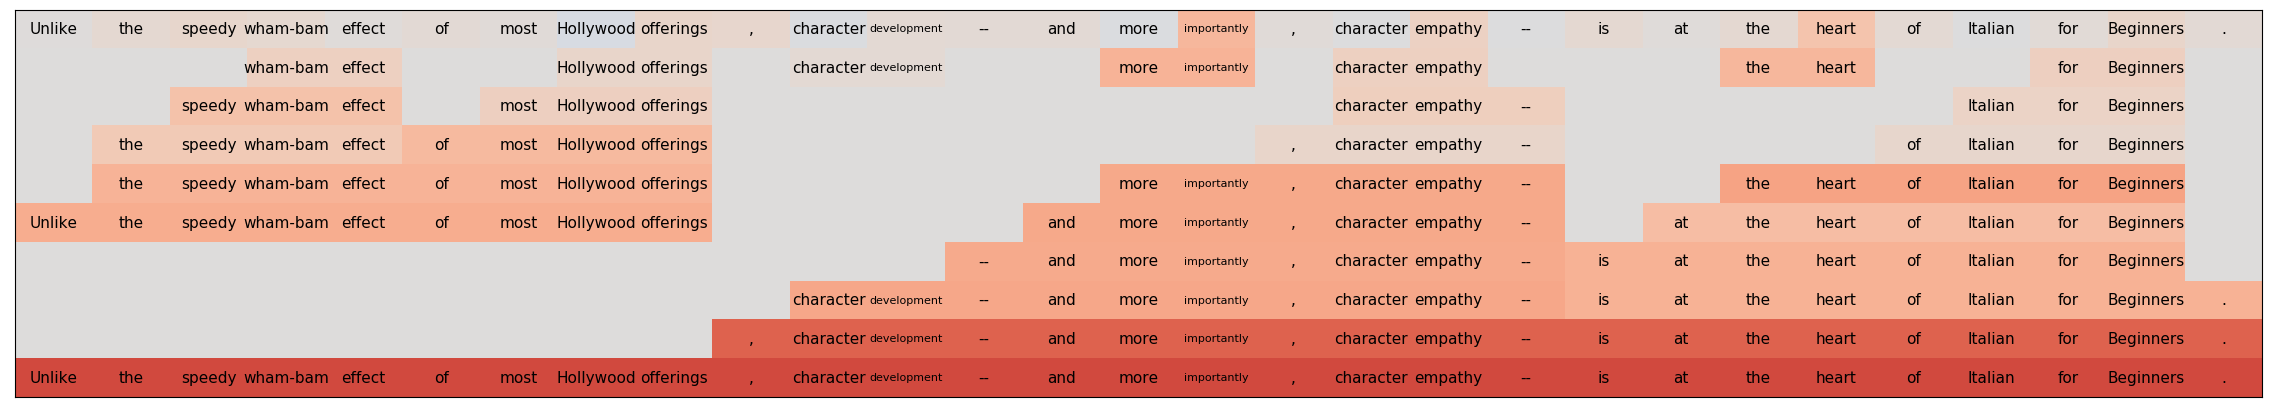 Unlike the speedy wham-bam effect of most Hollywood offerings , character development -- and more importantly , character empathy -- is at the heart of Italian for Beginners .
wham-bam effect Hollywood offerings character development more importantly character empathy the heart for Beginners
speedy wham-bam effect most Hollywood offerings character empathy -- Italian for Beginners
the speedy wham-bam effect of most Hollywood offerings , character empathy -- of Italian for Beginners
the speedy wham-bam effect of most Hollywood offerings more importantly , character empathy -- the heart of Italian for Beginners
Unlike the speedy wham-bam effect of most Hollywood offerings and more importantly , character empathy -- at the heart of Italian for Beginners
-- and more importantly , character empathy -- is at the heart of Italian for Beginners
character development -- and more importantly , character empathy -- is at the heart of Italian for Beginners .
, character development -- and more importantly , character empathy -- is at the heart of Italian for Beginners .
Unlike the speedy wham-bam effect of most Hollywood offerings , character development -- and more importantly , character empathy -- is at the heart of Italian for Beginners .